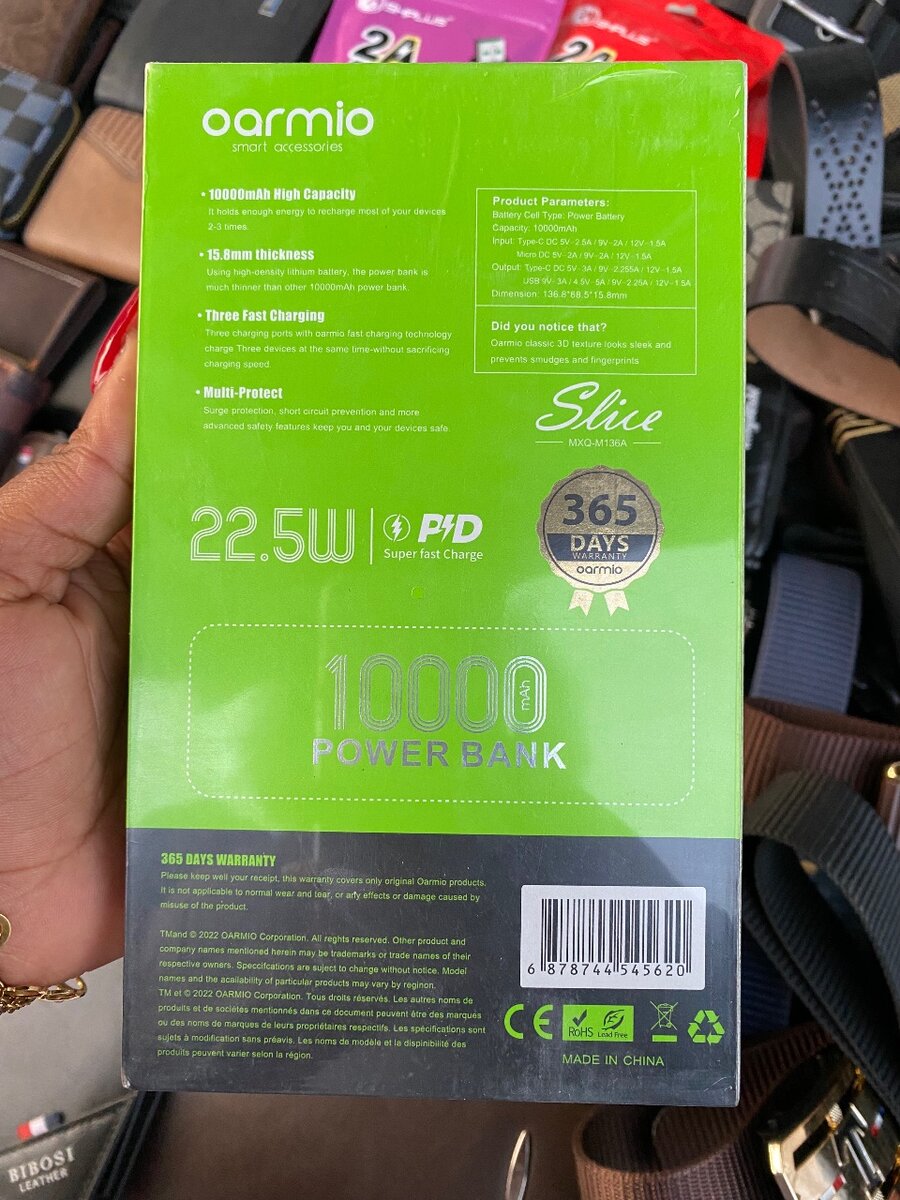 S-PLUS
2A
S-PLUS
2A
oarmio
smart accessories
• 10000mAh High Capacity
It holds enough energy to recharge most of your devices
2-3 times.
• 15.8mm thickness
Using high-density lithium battery, the power bank is
much thinner than other 10000mAh power bank.
• Three Fast Charging
Three charging ports with oarmio fast charging technology
charge Three devices at the same time-without sacrificing
charging speed.
• Multi-Protect
Surge protection, short circuit prevention and more
advanced safety features keep you and your devices safe.
Product Parameters:
Battery Cell Type: Power Battery
Capacity: 10000mAh
Input: Type-C DC 5V⎓2.5A / 9V⎓2A / 12V⎓1.5A
Micro DC 5V⎓2A / 9V⎓2A / 12V⎓1.5A
Output: Type-C DC 5V⎓3A / 9V⎓2.255A / 12V⎓1.5A
USB 9V⎓3A / 4.5V⎓5A / 9V⎓2.25A / 12V⎓1.5A
Dimension: 136.8*68.5*15.8mm
Did you notice that?
Oarmio classic 3D texture looks sleek and
prevents smudges and fingerprints
Slice
MXQ-M136A
22.5W
PD
Super fast Charge
365
DAYS
WARRANTY
oarmio
10000
mAh
POWER BANK
365 DAYS WARRANTY
Please keep well your receipt, this warranty covers only original Oarmio products.
It is not applicable to normal wear and tear, or any effects or damage caused by
misuse of the product.
TMand © 2022 OARMIO Corporation. All rights reserved. Other product and
company names mentioned herein may be trademarks or trade names of their
respective owners. Speccifcations are suject to change without notice. Model
names and the availability of particular products may vary by reginon.
TM et © 2022 OARMIO Corporation. Tous droits réservés. Les autres noms de
produits et de sociétés mentionnés dans ce document peuvent être des marques
ou des noms de marques de leurs propriétaires respectifs. Les spécifications sont
sujets à modification sans préavis. Les noms de modèle et la dispinibilité des
produits peuvent varier selon la région.
6 878744 545620
CE
RoHS
Lead Free
MADE IN CHINA
BIBOSI
LEATHER